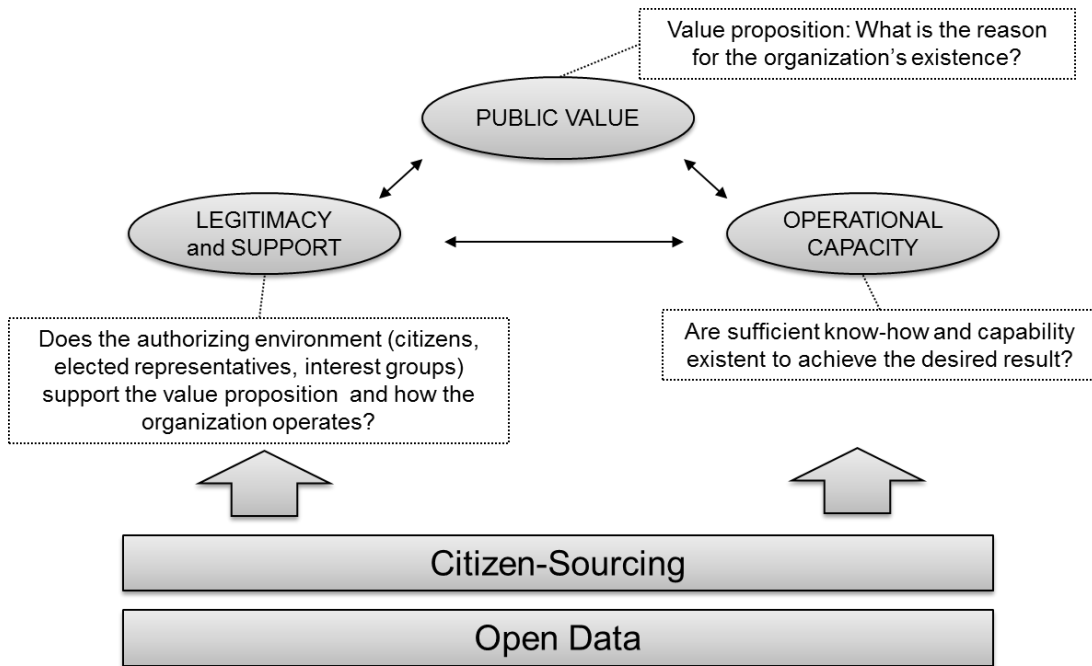 Value proposition: What is the reason
for the organization’s existence?
PUBLIC VALUE
LEGITIMACY
and SUPPORT
OPERATIONAL
CAPACITY
Does the authorizing environment (citizens,
elected representatives, interest groups)
support the value proposition and how the
organization operates?
Are sufficient know-how and capability
existent to achieve the desired result?
Citizen-Sourcing
Open Data